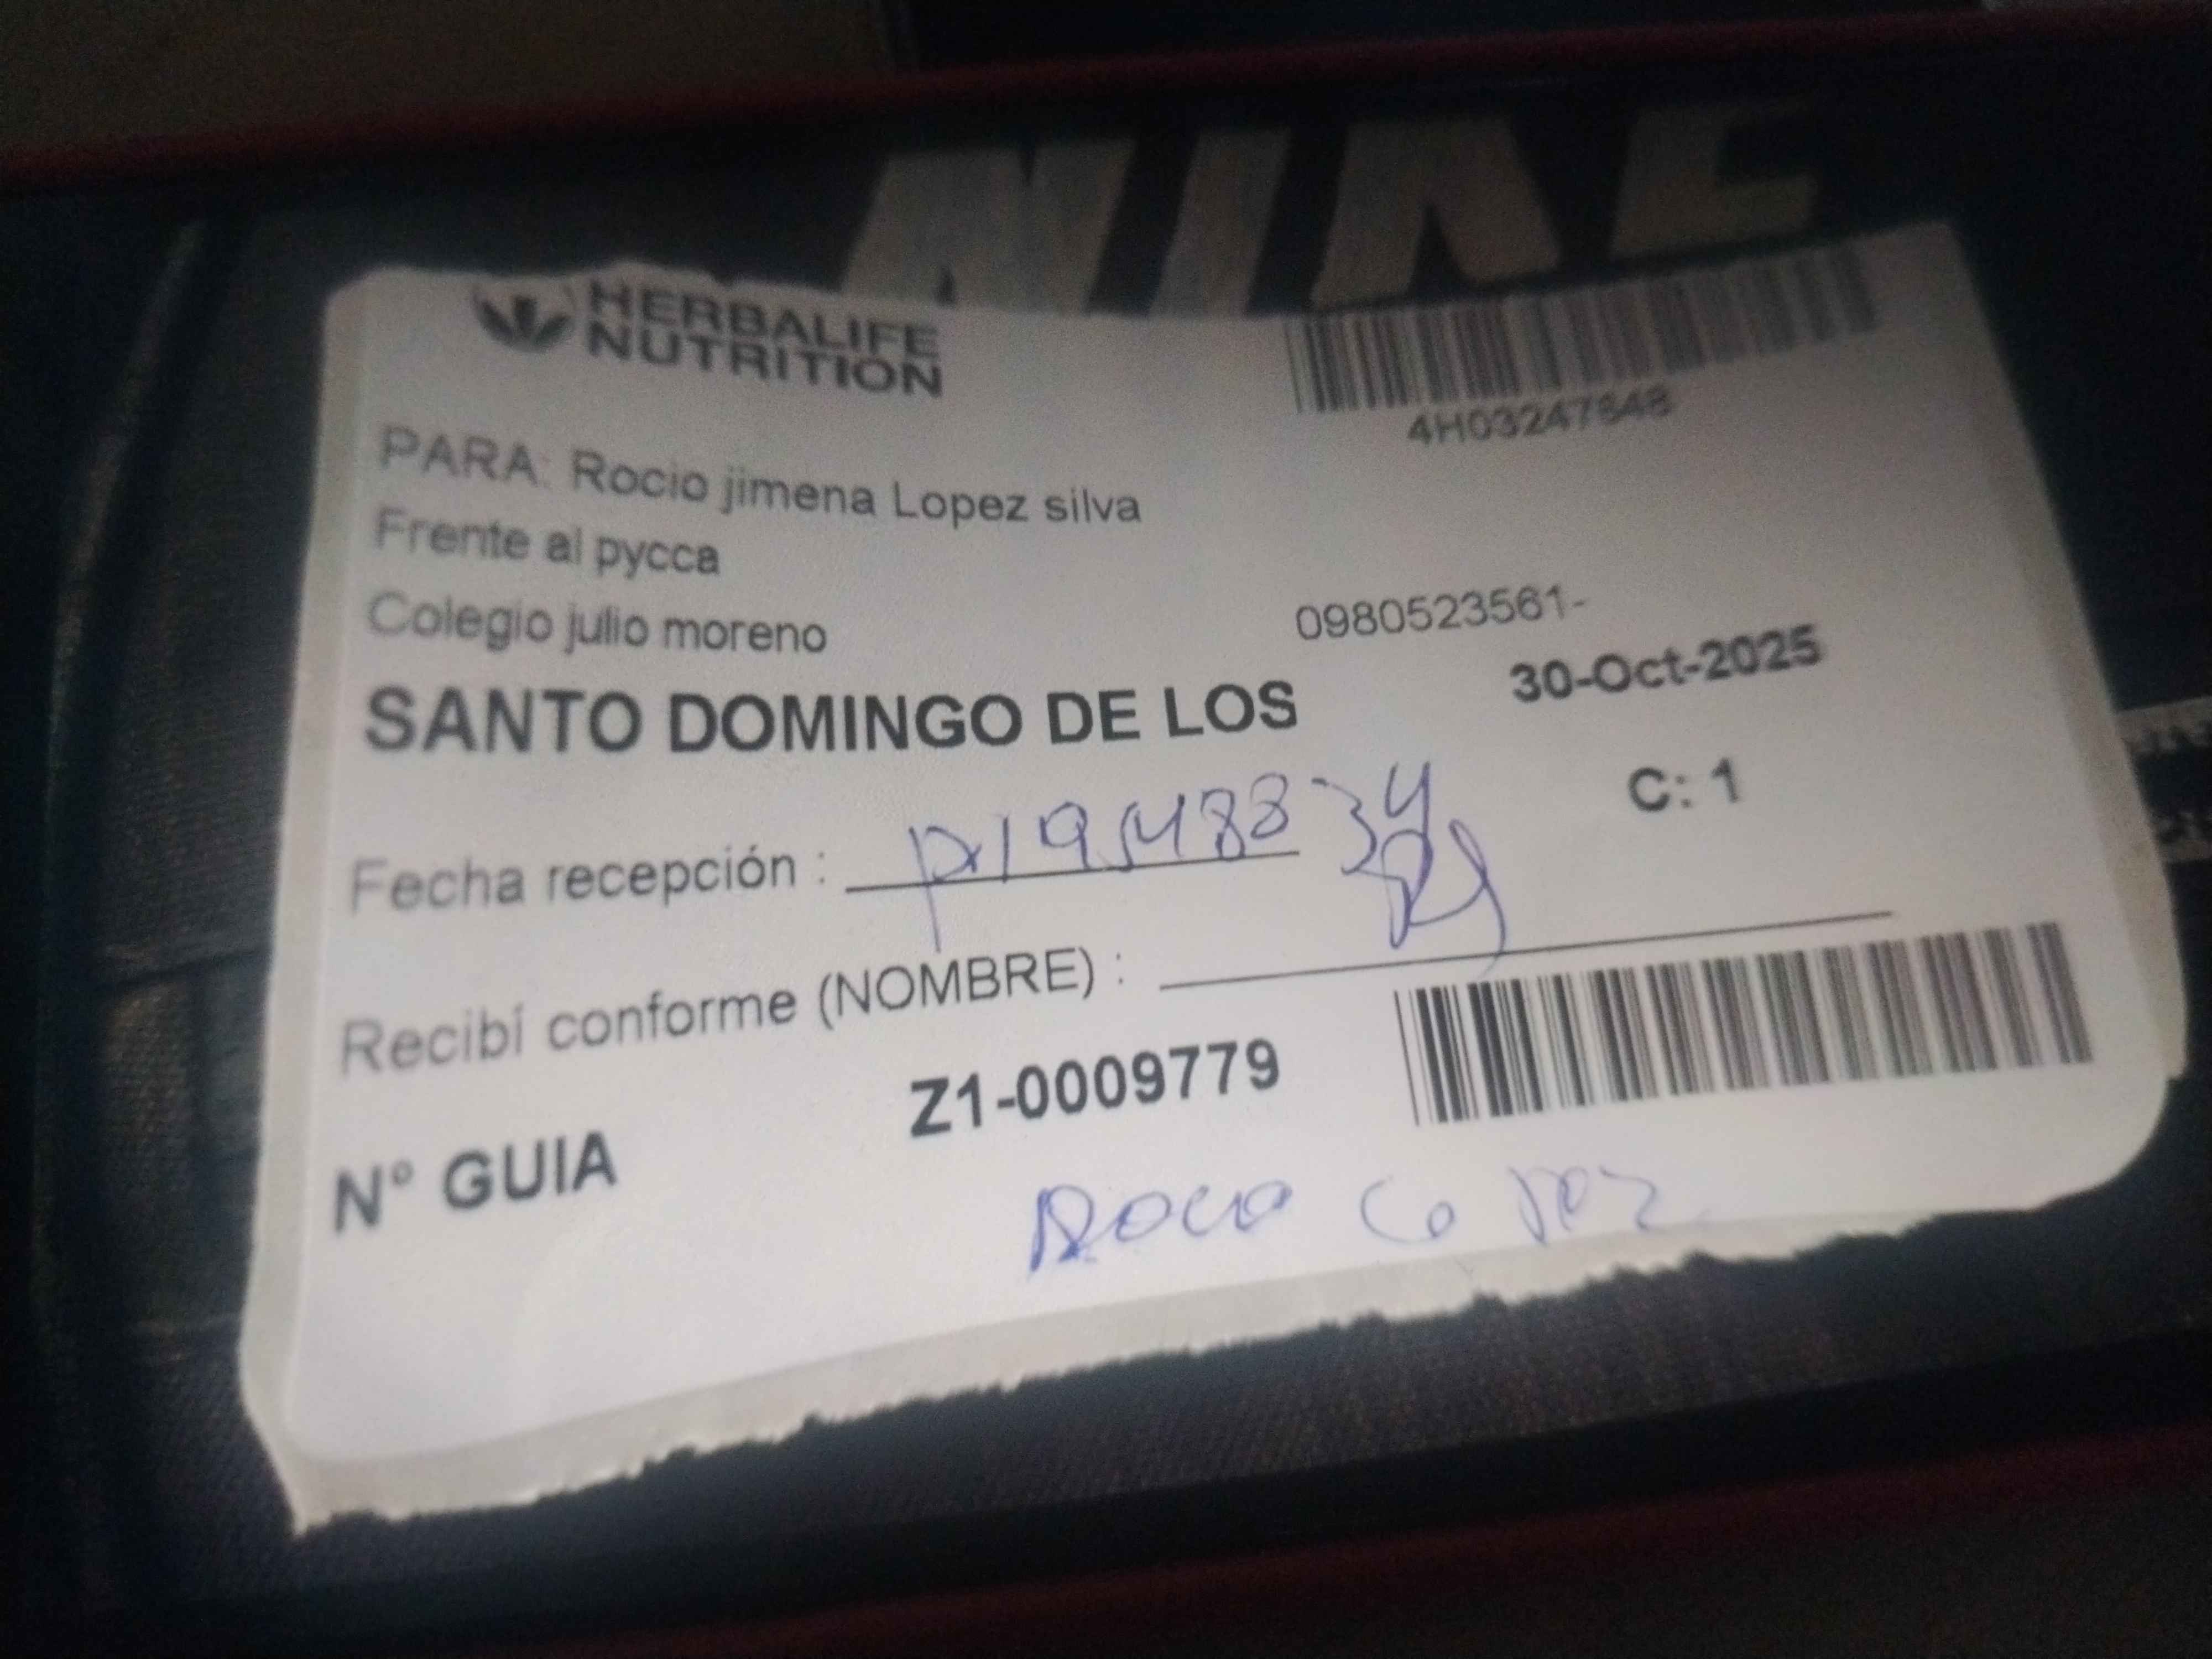 NIKE
HERBALIFE
NUTRITION
4H03247648
PARA: Rocio jimena Lopez silva
Frente al pycca
Colegio julio moreno
0980523561-
SANTO DOMINGO DE LOS
30-Oct-2025
C: 1
Fecha recepción :
Recibí conforme (NOMBRE) :
N° GUIA
Z1-0009779